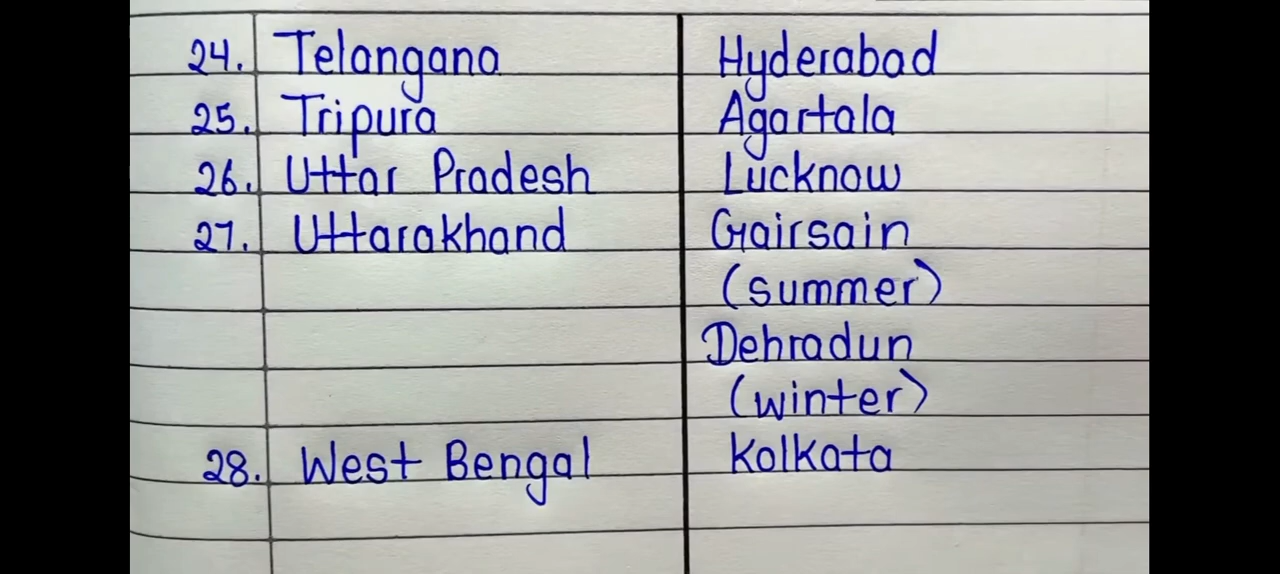 24. Telangana Hyderabad
25. Tripura Agartala
26. Uttar Pradesh Lucknow
27. Uttarakhand Gairsain
(summer)
Dehradun
(winter)
28. West Bengal Kolkata